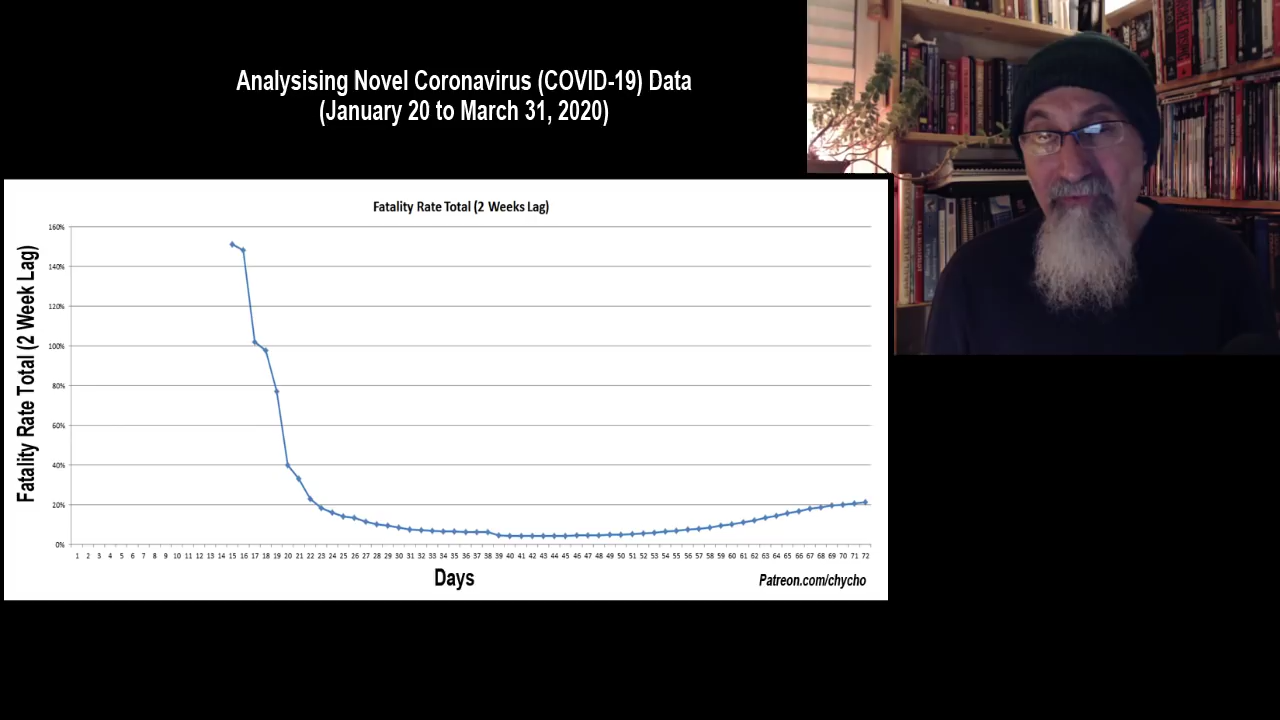 Analysising Novel Coronavirus (COVID-19) Data
(January 20 to March 31, 2020)
Fatality Rate Total (2 Weeks Lag)
Fatality Rate Total (2 Week Lag)
160%
140%
120%
100%
80%
60%
40%
20%
0%
1 2 3 4 5 6 7 8 9 10 11 12 13 14 15 16 17 18 19 20 21 22 23 24 25 26 27 28 29 30 31 32 33 34 35 36 37 38 39 40 41 42 43 44 45 46 47 48 49 50 51 52 53 54 55 56 57 58 59 60 61 62 63 64 65 66 67 68 69 70 71 72
Days
Patreon.com/chycho